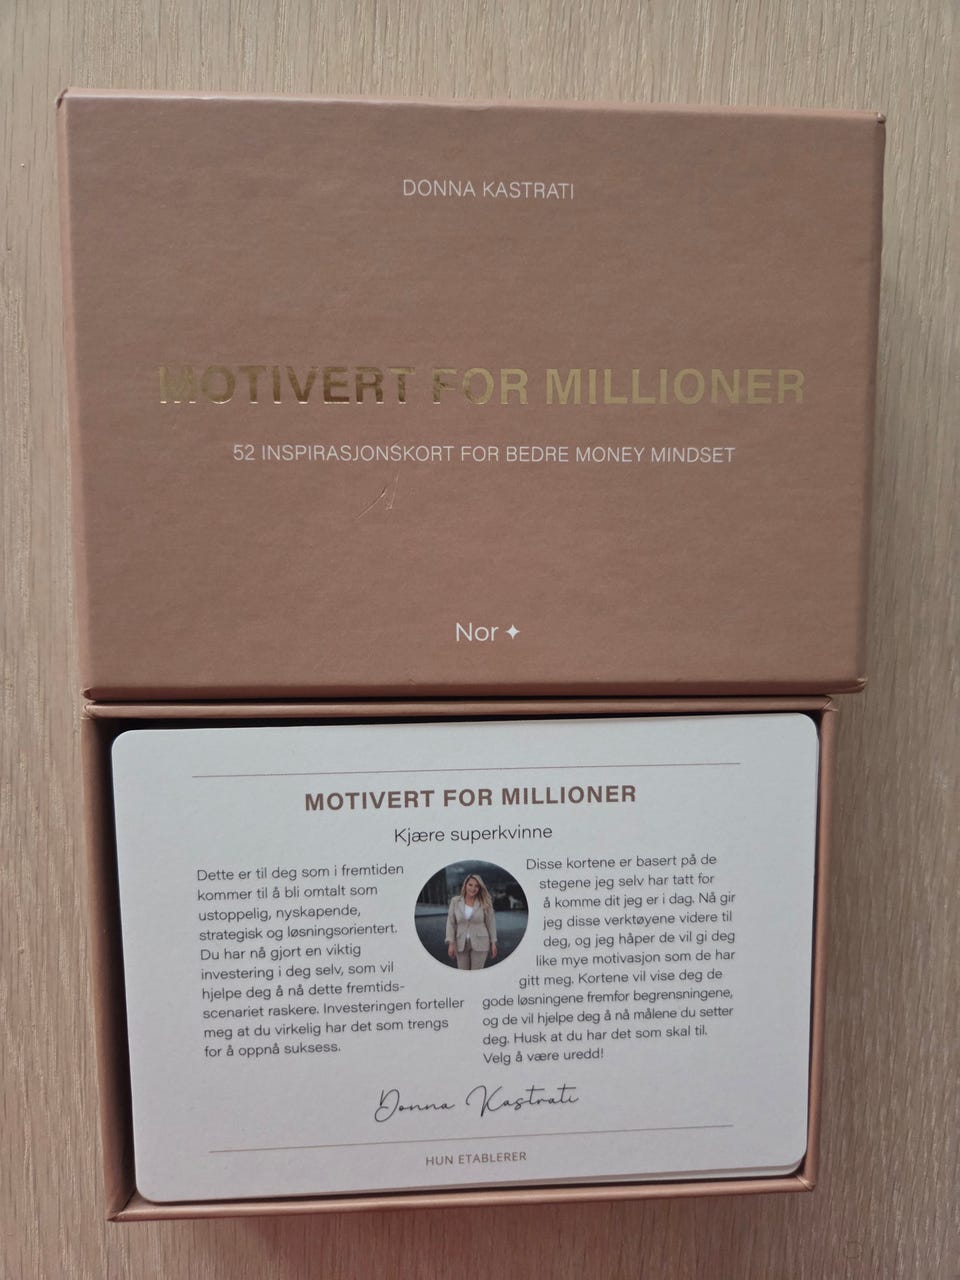 DONNA KASTRATI
MOTIVERT FOR MILLIONER
52 INSPIRASJONSKORT FOR BEDRE MONEY MINDSET
Nor
MOTIVERT FOR MILLIONER
Kjære superkvinne
Dette er til deg som i fremtiden
kommer til å bli omtalt som
ustoppelig, nyskapende,
strategisk og løsningsorientert.
Du har nå gjort en viktig
investering i deg selv, som vil
hjelpe deg å nå dette fremtids-
scenariet raskere. Investeringen forteller
meg at du virkelig har det som trengs
for å oppnå suksess.
Disse kortene er basert på de
stegene jeg selv har tatt for
å komme dit jeg er i dag. Nå gir
jeg disse verktøyene videre til
deg, og jeg håper de vil gi deg
like mye motivasjon som de har
gitt meg. Kortene vil vise deg de
gode løsningene fremfor begrensningene,
og de vil hjelpe deg å nå målene du setter
deg. Husk at du har det som skal til.
Velg å være uredd!
Donna Kastrati
HUN ETABLERER